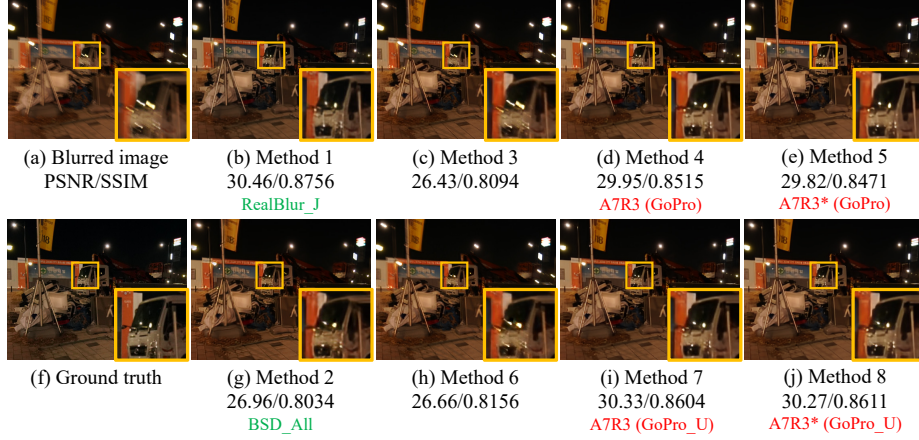 (a) Blurred image
PSNR/SSIM
(b) Method 1
30.46/0.8756
RealBlur_J
(c) Method 3
26.43/0.8094
(d) Method 4
29.95/0.8515
A7R3 (GoPro)
(e) Method 5
29.82/0.8471
A7R3* (GoPro)
(f) Ground truth
(g) Method 2
26.96/0.8034
BSD_All
(h) Method 6
26.66/0.8156
(i) Method 7
30.33/0.8604
A7R3 (GoPro_U)
(j) Method 8
30.27/0.8611
A7R3* (GoPro_U)